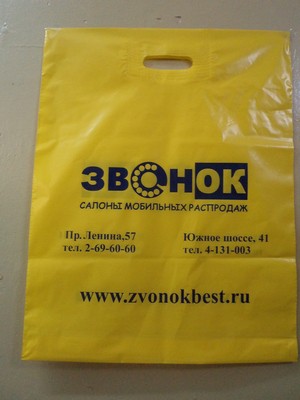 ЗВОНОК
САЛОНЫ МОБИЛЬНЫХ РАСПРОДАЖ
Пр. Ленина,57 Южное шоссе, 41
тел. 2-69-60-60 тел. 4-131-003
www.zvonokbest.ru